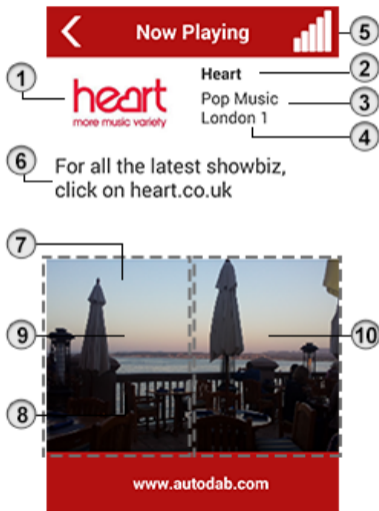 Now Playing
5
1
heart
more music variety
Heart
2
Pop Music
3
London 1
4
6
For all the latest showbiz,
click on heart.co.uk
7
9
10
8
www.autodab.com